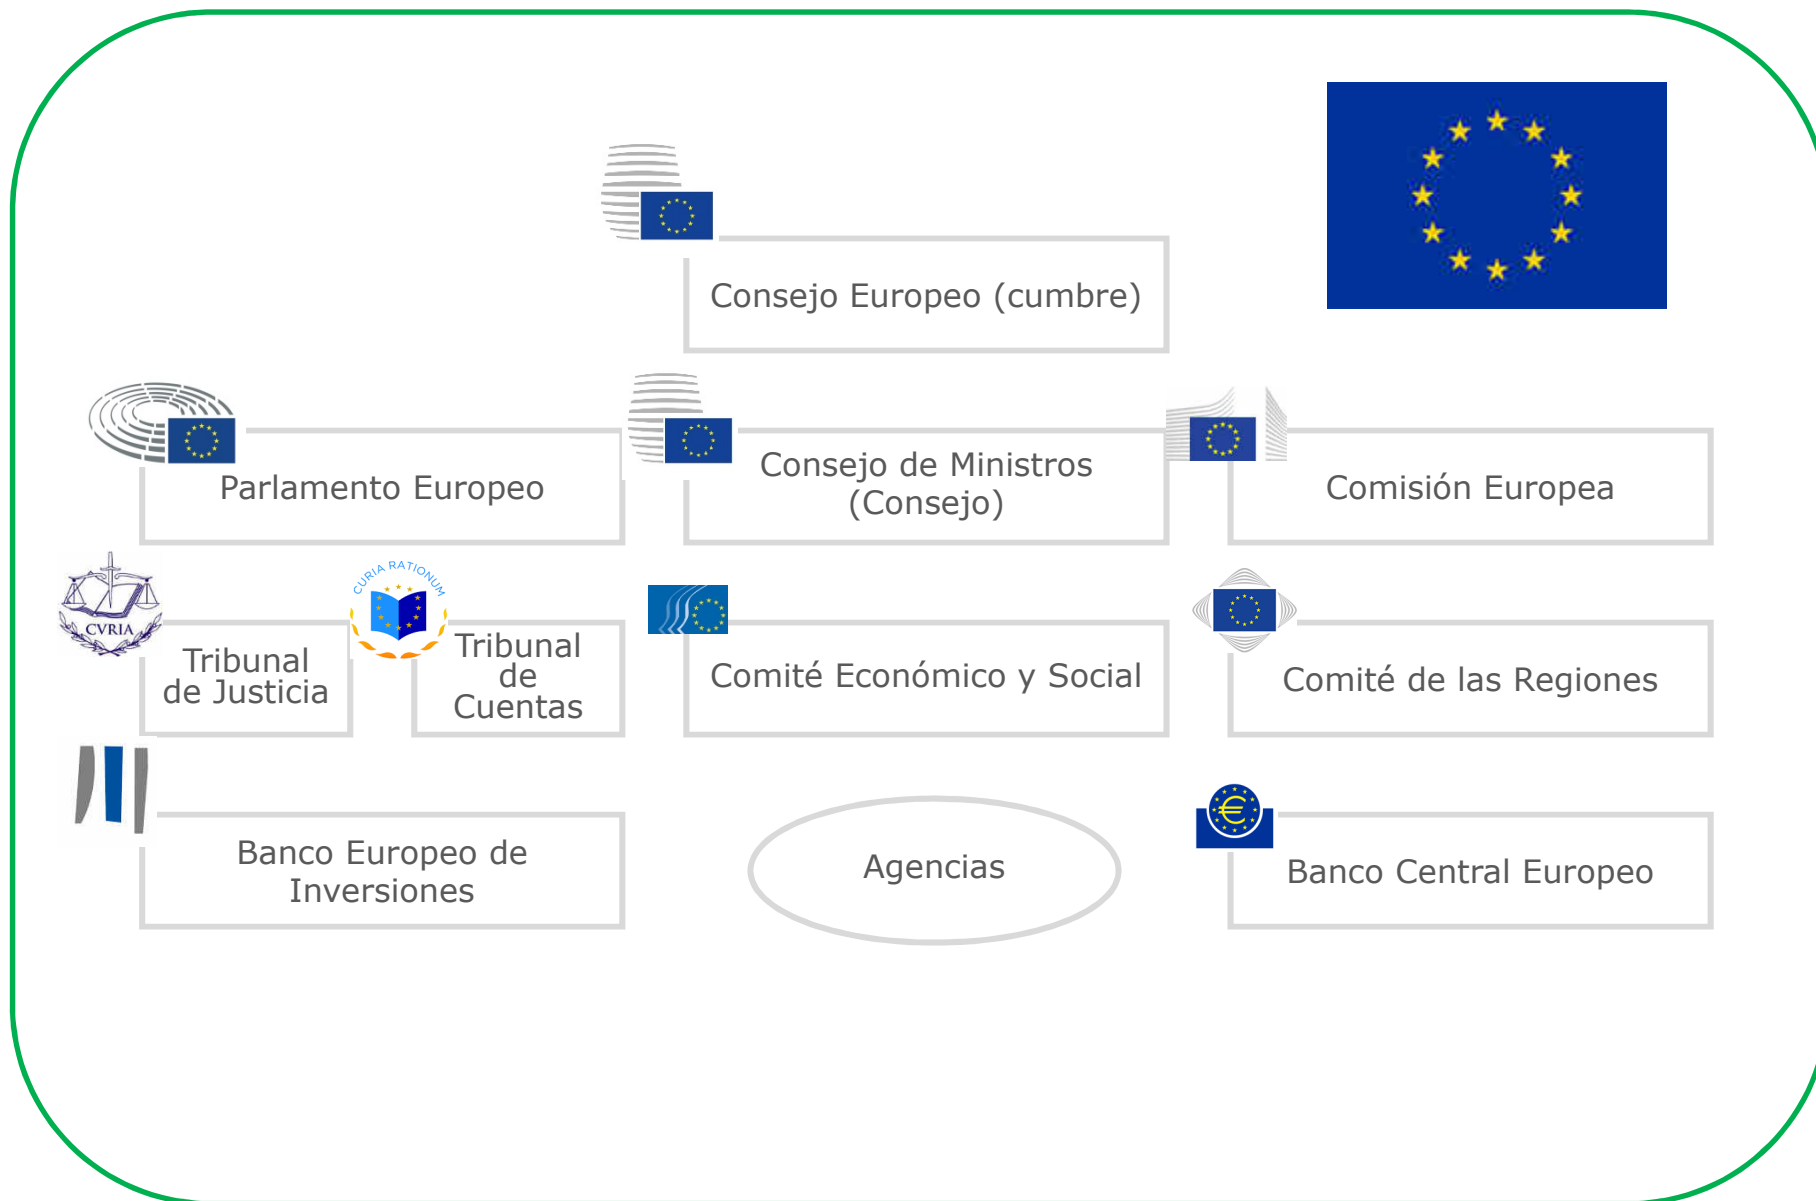 Consejo Europeo (cumbre)
Parlamento Europeo
Consejo de Ministros
(Consejo)
Comisión Europea
CVRIA
Tribunal
de Justicia
CURIA RATIONUM
Tribunal
de
Cuentas
Comité Económico y Social
Comité de las Regiones
Banco Europeo de
Inversiones
Agencias
€
Banco Central Europeo